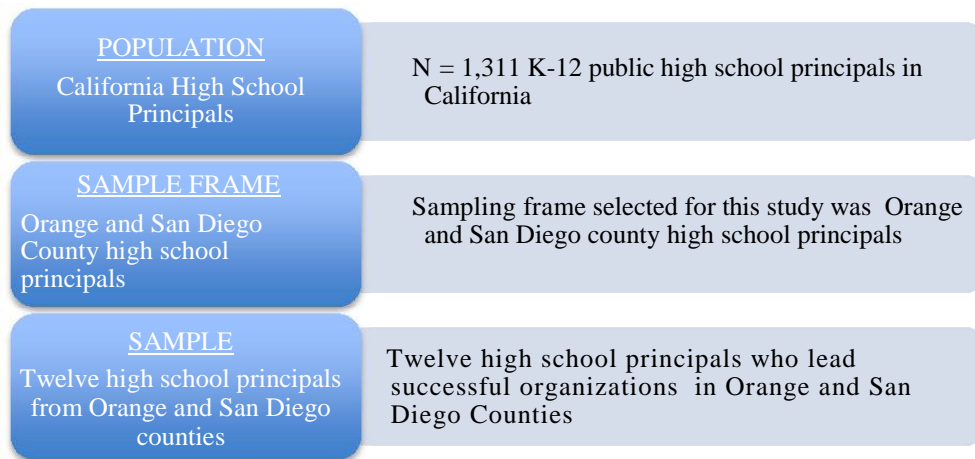 POPULATION
California High School
Principals
N = 1,311 K-12 public high school principals in
California
SAMPLE FRAME
Orange and San Diego
County high school
principals
Sampling frame selected for this study was Orange
and San Diego county high school principals
SAMPLE
Twelve high school principals
from Orange and San Diego
counties
Twelve high school principals who lead
successful organizations in Orange and San
Diego Counties